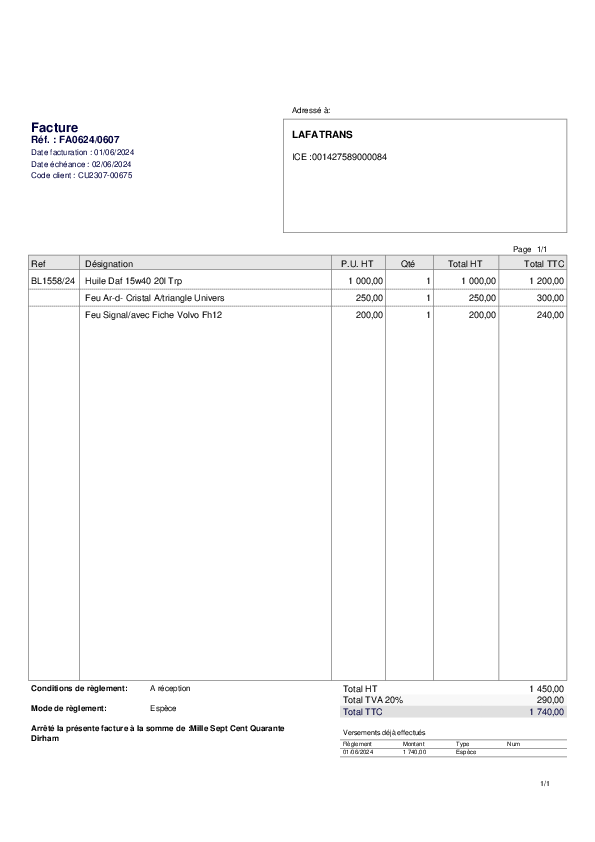 Adressé à:
Facture
Réf. : FA0624/0607
Date facturation : 01/06/2024
Date échéance : 02/06/2024
Code client : CU2307-00675
LAFATRANS
ICE :001427589000084
Page 1/1
Ref Désignation P.U. HT Qté Total HT Total TTC
BL1558/24 Huile Daf 15w40 20l Trp 1 000,00 1 1 000,00 1 200,00
Feu Ar-d- Cristal A/triangle Univers 250,00 1 250,00 300,00
Feu Signal/avec Fiche Volvo Fh12 200,00 1 200,00 240,00
Conditions de règlement: A réception
Mode de règlement: Espèce
Arrêté la présente facture à la somme de :Mille Sept Cent Quarante
Dirham
Total HT 1 450,00
Total TVA 20% 290,00
Total TTC 1 740,00
Versements déjà effectués
Règlement Montant Type Num
01/06/2024 1 740,00 Espèce
1/1